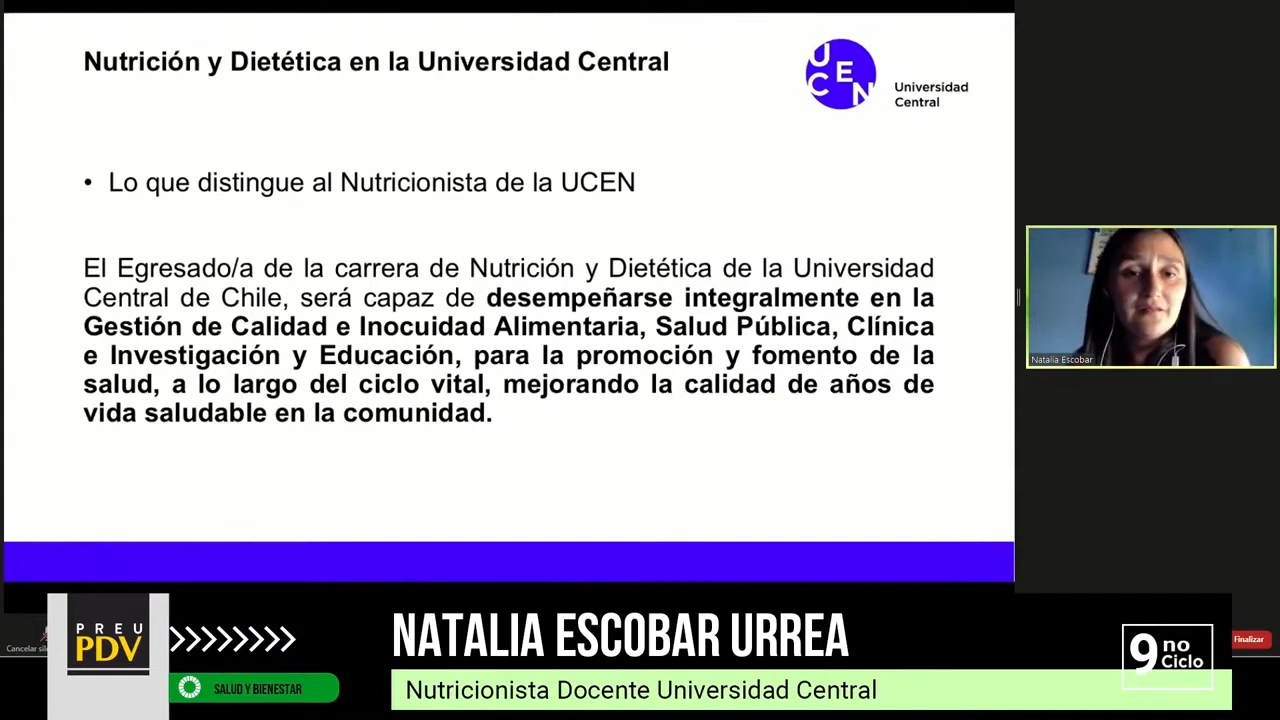 Nutrición y Dietética en la Universidad Central
U
E
C
N
Universidad
Central
• Lo que distingue al Nutricionista de la UCEN
El Egresado/a de la carrera de Nutrición y Dietética de la Universidad
Central de Chile, será capaz de desempeñarse integralmente en la
Gestión de Calidad e Inocuidad Alimentaria, Salud Pública, Clínica
e Investigación y Educación, para la promoción y fomento de la
salud, a lo largo del ciclo vital, mejorando la calidad de años de
vida saludable en la comunidad.
Natalia Escobar
PREU
PDV
Cancelar
SALUD Y BIENESTAR
NATALIA ESCOBAR URREA
Nutricionista Docente Universidad Central
9 no
Ciclo
Finalizar